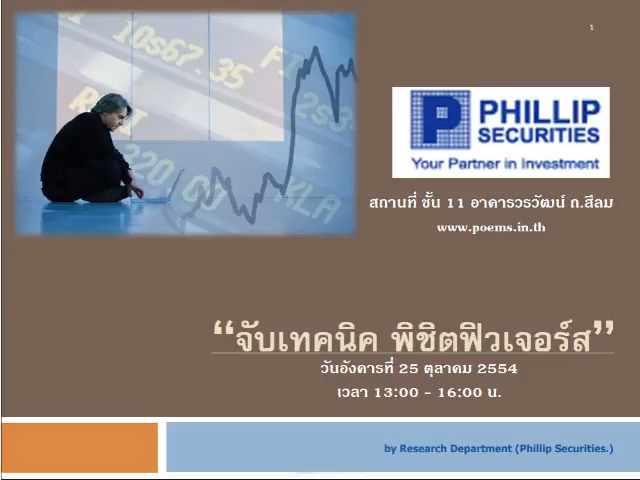 1
10s67.35
PHILLIP
SECURITIES
Your Partner in Investment
สถานที่ ชั้น 11 อาคารวรวัฒน์ ถ.สีลม
www.poems.in.th
“จับเทคนิค พิชิตฟิวเจอร์ส”
วันอังคารที่ 25 ตุลาคม 2554
เวลา 13:00 - 16:00 น.
by Research Department (Phillip Securities.)